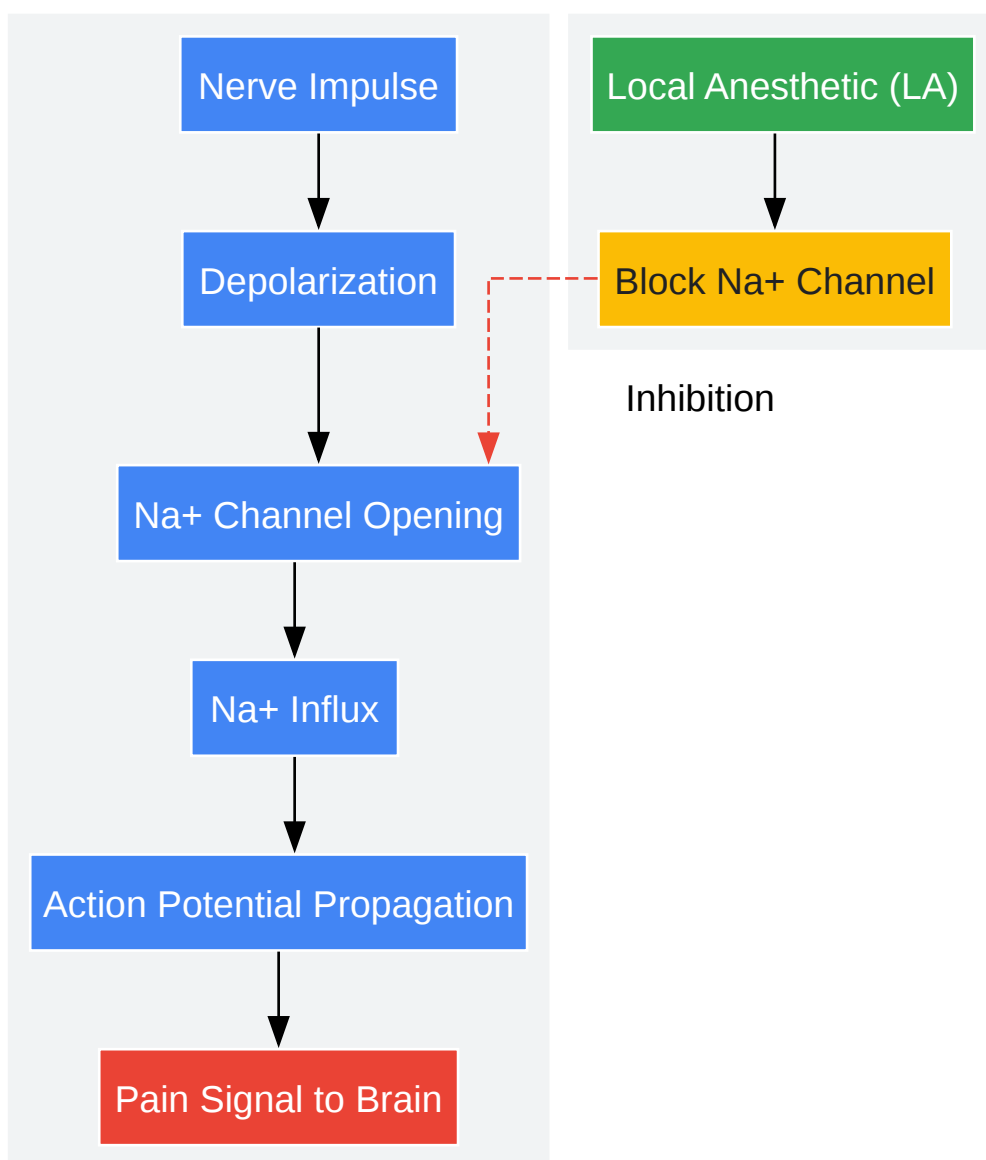 Nerve Impulse
Depolarization
Na+ Channel Opening
Na+ Influx
Action Potential Propagation
Pain Signal to Brain
Local Anesthetic (LA)
Block Na+ Channel
Inhibition